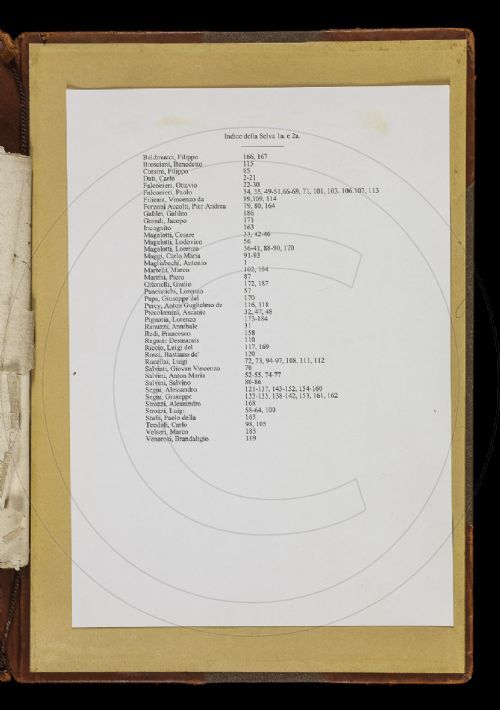 Indice della Selva 1a. e 2a.
Baldinucci, Filippo 166, 167
Bresciani, Benedetto 115
Corsini, Filippo 65
Dati, Carlo 2-21
Falconieri, Ottavio 22-30
Falconieri, Paolo 34, 35, 49-51, 66-69, 71, 101, 103, 106, 107, 113
Filicaia, Vincenzo da 99, 109, 114
Forzoni Accolti, Pier Andrea 79, 80, 164
Galilei, Galileo 186
Grandi, Jacopo 171
Incognito 163
Magalotti, Cesare 33, 42-46
Magalotti, Lodovico 56
Magalotti, Lorenzo 36-41, 88-90, 170
Maggi, Carlo Maria 91-93
Magliabechi, Antonio 1
Martelli, Marco 102, 104
Martini, Piero 87
Ottonelli, Giulio 172, 187
Panciatichi, Lorenzo 57
Papa, Giuseppe del 170
Percy, Anton Guglielmo de 116, 118
Piccolomini, Ascanio 32, 47, 48
Pignoria, Lorenzo 173-184
Ranuzzi, Annibale 31
Redi, Francesco 158
Regnier Desmarais 110
Riccio, Luigi del 117, 169
Rossi, Bastiano de' 120
Rucellai, Luigi 72, 73, 94-97, 108, 111, 112
Salviati, Giovan Vincenzo 70
Salvini, Anton Maria 52-55, 74-77
Salvini, Salvino 80-86
Segni, Alessandro 121-137, 143-152, 154-160
Segni, Giuseppe 133-135, 138-142, 153, 161, 162
Strozzi, Alessandro 168
Strozzi, Luigi 58-64, 100
Stufa, Paolo della 165
Teodoli, Carlo 98, 105
Velseri, Marco 185
Venerosi, Brandaligio 119